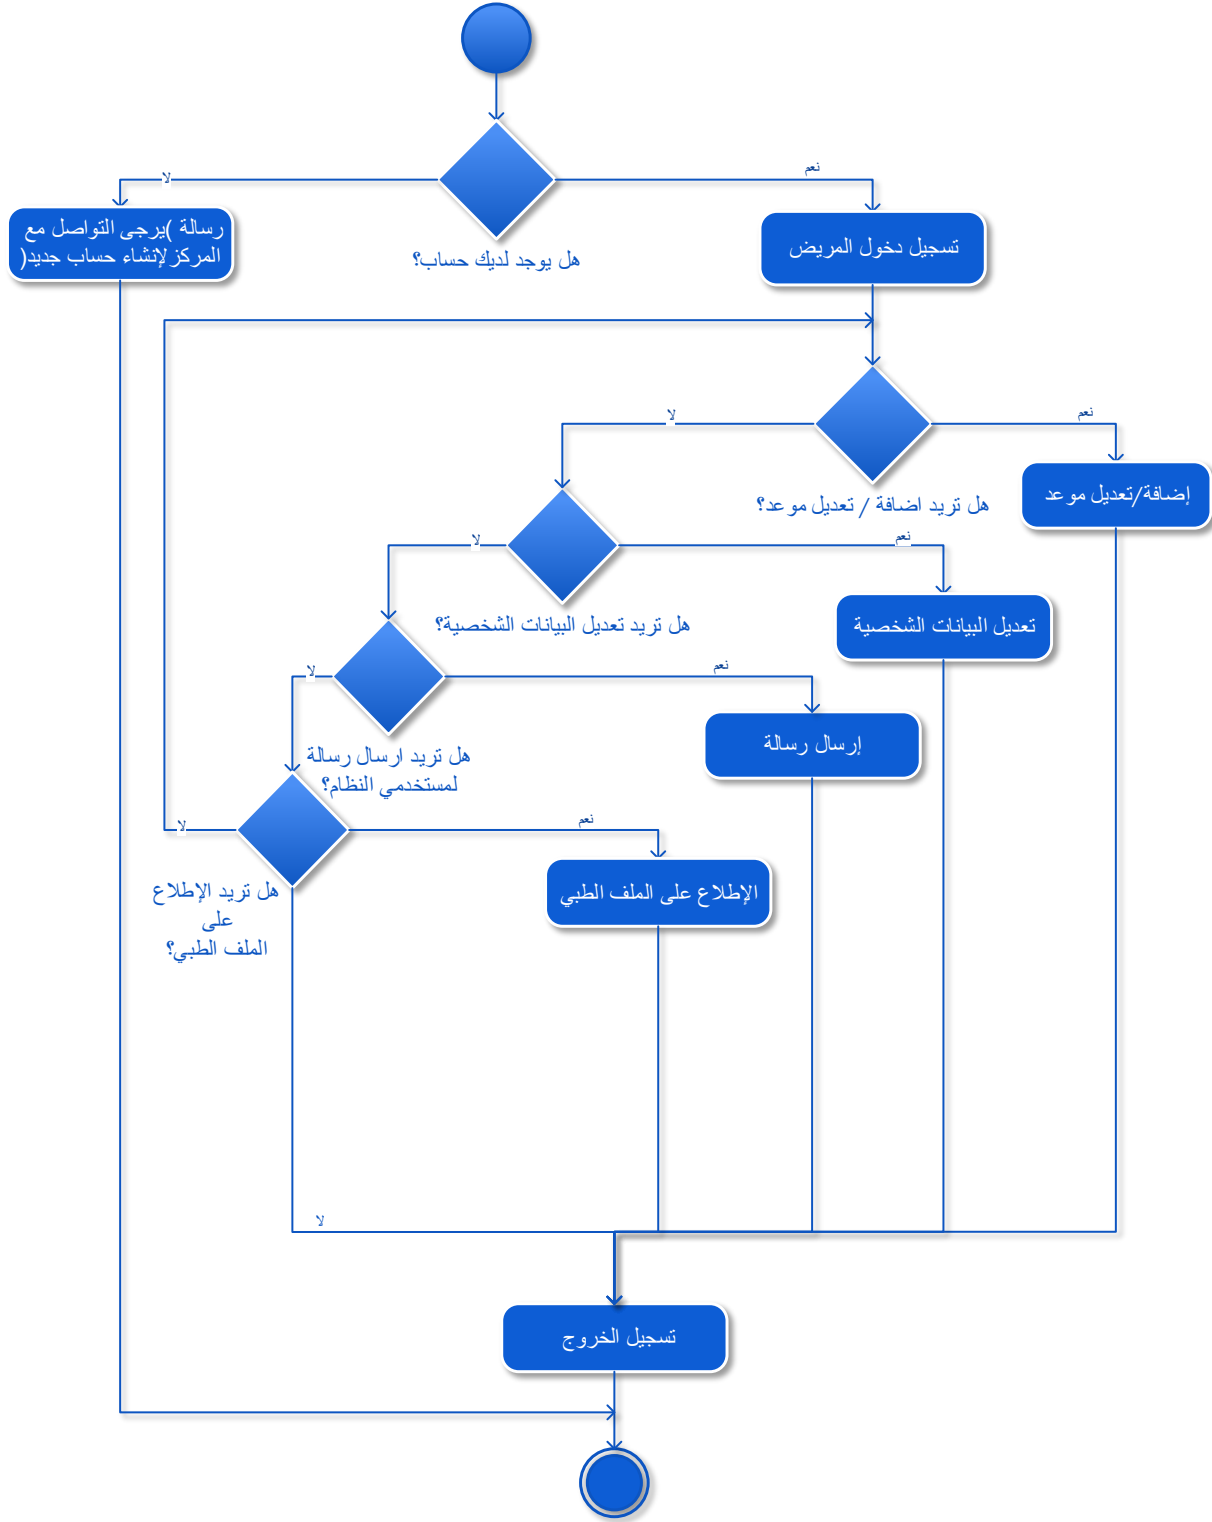 نعم
لا
هل يوجد لديك حساب؟
رسالة )يرجى التواصل مع
المركز لإنشاء حساب جديد(
تسجيل دخول المريض
نعم
لا
هل تريد اضافة / تعديل موعد؟
إضافة/تعديل موعد
نعم
لا
هل تريد تعديل البيانات الشخصية؟
تعديل البيانات الشخصية
نعم
لا
هل تريد ارسال رسالة
لمستخدمي النظام؟
إرسال رسالة
نعم
لا
هل تريد الإطلاع
على
الملف الطبي؟
الإطلاع على الملف الطبي
لا
تسجيل الخروج